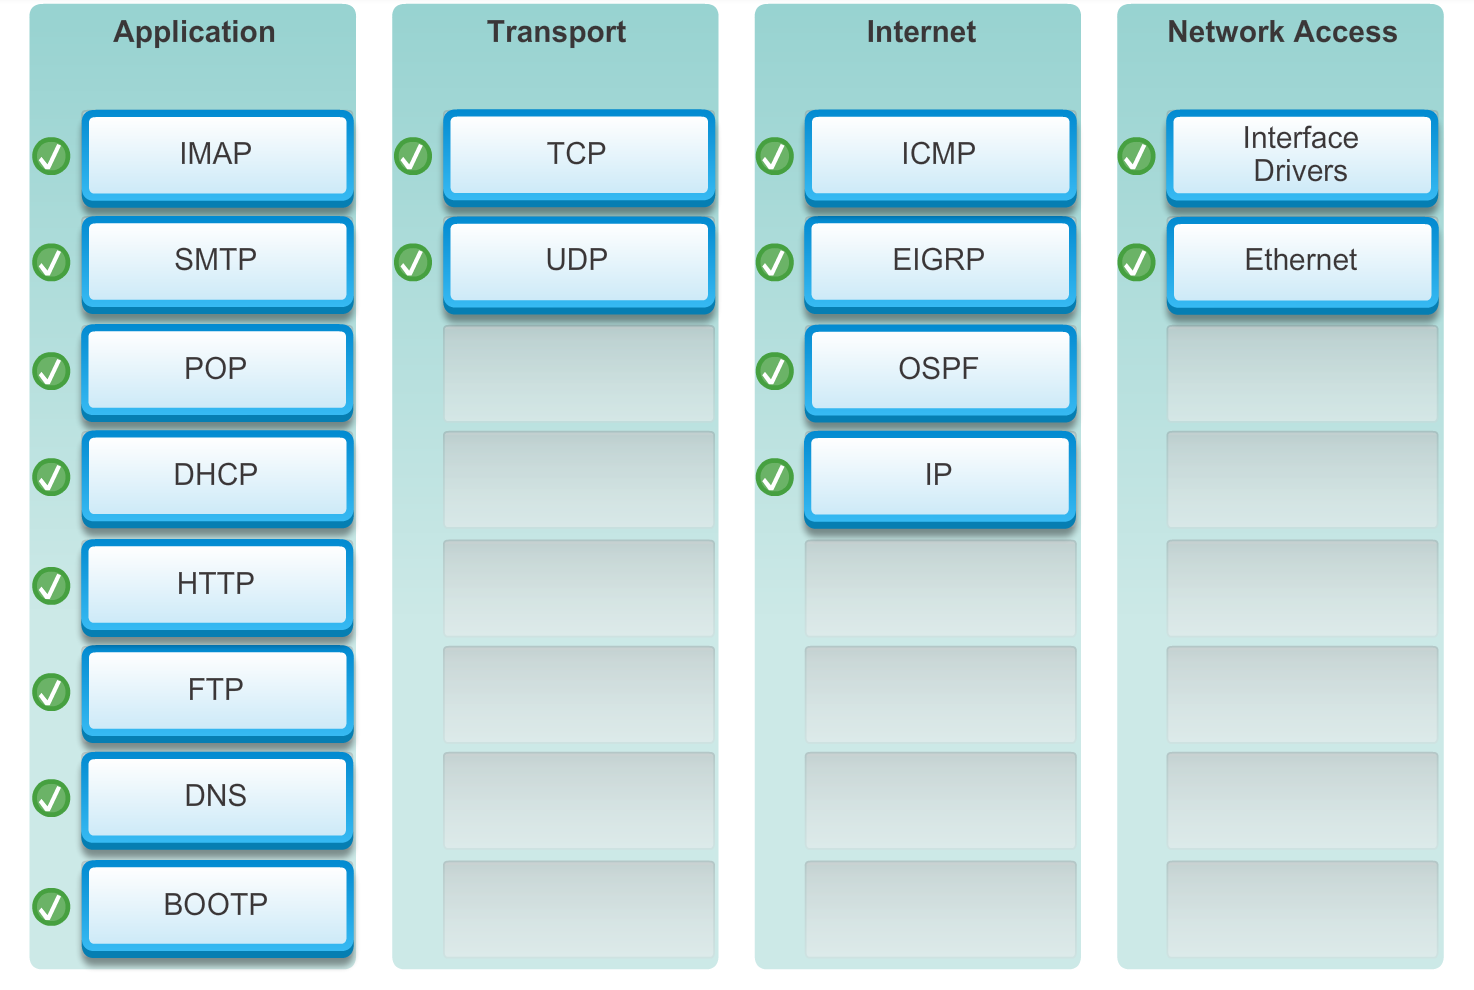 Application
IMAP
SMTP
POP
DHCP
HTTP
FTP
DNS
BOOTP
Transport
TCP
UDP
Internet
ICMP
EIGRP
OSPF
IP
Network Access
Interface
Drivers
Ethernet